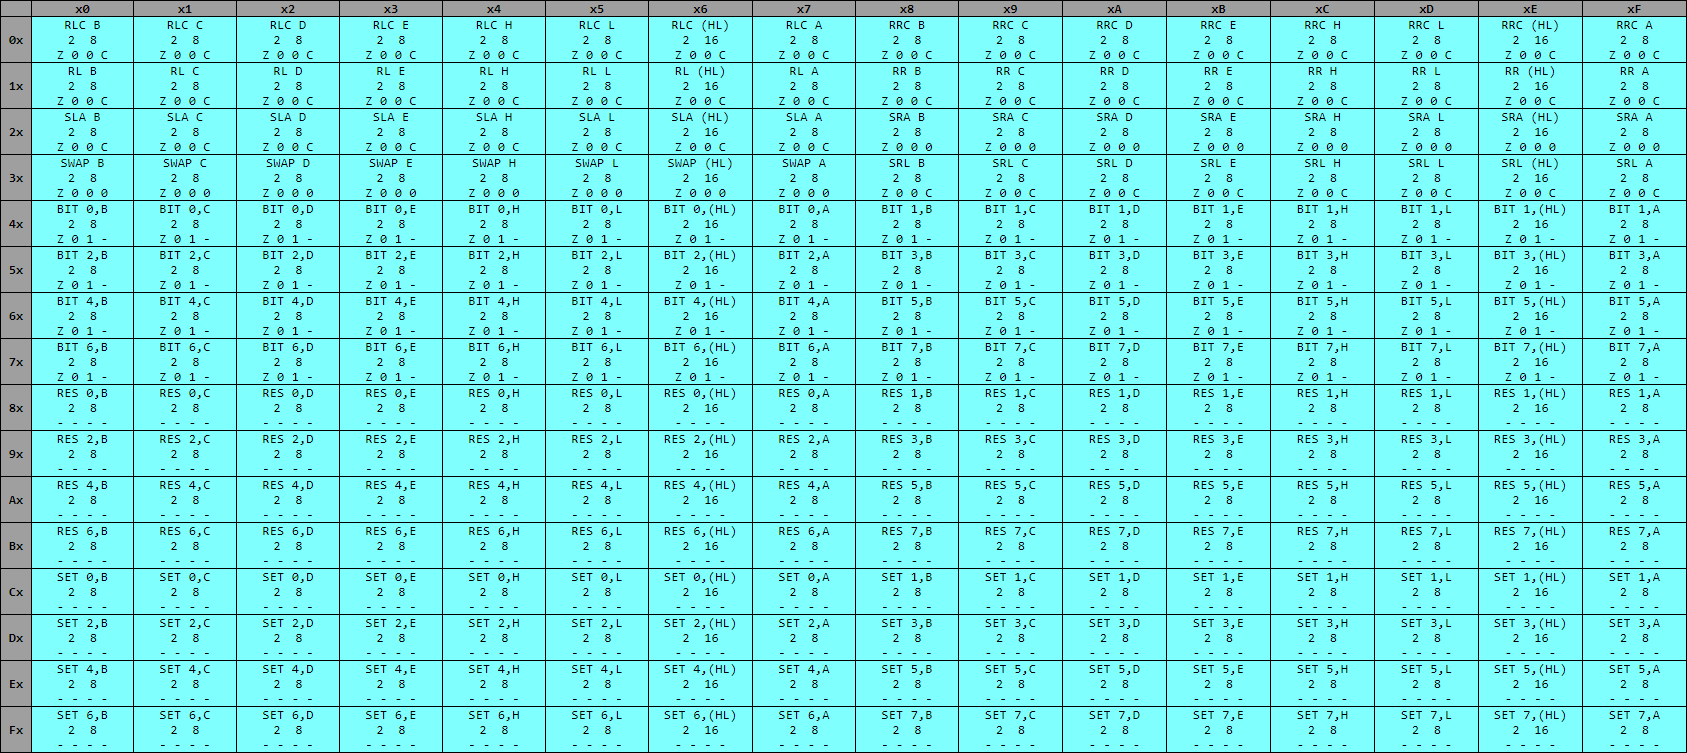 x0 x1 x2 x3 x4 x5 x6 x7 x8 x9 xA xB xC xD xE xF
RLC B RLC C RLC D RLC E RLC H RLC L RLC (HL) RLC A RRC B RRC C RRC D RRC E RRC H RRC L RRC (HL) RRC A
0x 2 8 2 8 2 8 2 8 2 8 2 8 2 16 2 8 2 8 2 8 2 8 2 8 2 8 2 8 2 16 2 8
Z 0 0 C Z 0 0 C Z 0 0 C Z 0 0 C Z 0 0 C Z 0 0 C Z 0 0 C Z 0 0 C Z 0 0 C Z 0 0 C Z 0 0 C Z 0 0 C Z 0 0 C Z 0 0 C Z 0 0 C Z 0 0 C
RL B RL C RL D RL E RL H RL L RL (HL) RL A RR B RR C RR D RR E RR H RR L RR (HL) RR A
1x 2 8 2 8 2 8 2 8 2 8 2 8 2 16 2 8 2 8 2 8 2 8 2 8 2 8 2 8 2 16 2 8
Z 0 0 C Z 0 0 C Z 0 0 C Z 0 0 C Z 0 0 C Z 0 0 C Z 0 0 C Z 0 0 C Z 0 0 C Z 0 0 C Z 0 0 C Z 0 0 C Z 0 0 C Z 0 0 C Z 0 0 C Z 0 0 C
SLA B SLA C SLA D SLA E SLA H SLA L SLA (HL) SLA A SRA B SRA C SRA D SRA E SRA H SRA L SRA (HL) SRA A
2x 2 8 2 8 2 8 2 8 2 8 2 8 2 16 2 8 2 8 2 8 2 8 2 8 2 8 2 8 2 16 2 8
Z 0 0 C Z 0 0 C Z 0 0 C Z 0 0 C Z 0 0 C Z 0 0 C Z 0 0 C Z 0 0 C Z 0 0 0 Z 0 0 0 Z 0 0 0 Z 0 0 0 Z 0 0 0 Z 0 0 0 Z 0 0 0 Z 0 0 0
SWAP B SWAP C SWAP D SWAP E SWAP H SWAP L SWAP (HL) SWAP A SRL B SRL C SRL D SRL E SRL H SRL L SRL (HL) SRL A
3x 2 8 2 8 2 8 2 8 2 8 2 8 2 16 2 8 2 8 2 8 2 8 2 8 2 8 2 8 2 16 2 8
Z 0 0 0 Z 0 0 0 Z 0 0 0 Z 0 0 0 Z 0 0 0 Z 0 0 0 Z 0 0 0 Z 0 0 0 Z 0 0 C Z 0 0 C Z 0 0 C Z 0 0 C Z 0 0 C Z 0 0 C Z 0 0 C Z 0 0 C
BIT 0,B BIT 0,C BIT 0,D BIT 0,E BIT 0,H BIT 0,L BIT 0,(HL) BIT 0,A BIT 1,B BIT 1,C BIT 1,D BIT 1,E BIT 1,H BIT 1,L BIT 1,(HL) BIT 1,A
4x 2 8 2 8 2 8 2 8 2 8 2 8 2 16 2 8 2 8 2 8 2 8 2 8 2 8 2 8 2 16 2 8
Z 0 1 - Z 0 1 - Z 0 1 - Z 0 1 - Z 0 1 - Z 0 1 - Z 0 1 - Z 0 1 - Z 0 1 - Z 0 1 - Z 0 1 - Z 0 1 - Z 0 1 - Z 0 1 - Z 0 1 - Z 0 1 -
BIT 2,B BIT 2,C BIT 2,D BIT 2,E BIT 2,H BIT 2,L BIT 2,(HL) BIT 2,A BIT 3,B BIT 3,C BIT 3,D BIT 3,E BIT 3,H BIT 3,L BIT 3,(HL) BIT 3,A
5x 2 8 2 8 2 8 2 8 2 8 2 8 2 16 2 8 2 8 2 8 2 8 2 8 2 8 2 8 2 16 2 8
Z 0 1 - Z 0 1 - Z 0 1 - Z 0 1 - Z 0 1 - Z 0 1 - Z 0 1 - Z 0 1 - Z 0 1 - Z 0 1 - Z 0 1 - Z 0 1 - Z 0 1 - Z 0 1 - Z 0 1 - Z 0 1 -
BIT 4,B BIT 4,C BIT 4,D BIT 4,E BIT 4,H BIT 4,L BIT 4,(HL) BIT 4,A BIT 5,B BIT 5,C BIT 5,D BIT 5,E BIT 5,H BIT 5,L BIT 5,(HL) BIT 5,A
6x 2 8 2 8 2 8 2 8 2 8 2 8 2 16 2 8 2 8 2 8 2 8 2 8 2 8 2 8 2 16 2 8
Z 0 1 - Z 0 1 - Z 0 1 - Z 0 1 - Z 0 1 - Z 0 1 - Z 0 1 - Z 0 1 - Z 0 1 - Z 0 1 - Z 0 1 - Z 0 1 - Z 0 1 - Z 0 1 - Z 0 1 - Z 0 1 -
BIT 6,B BIT 6,C BIT 6,D BIT 6,E BIT 6,H BIT 6,L BIT 6,(HL) BIT 6,A BIT 7,B BIT 7,C BIT 7,D BIT 7,E BIT 7,H BIT 7,L BIT 7,(HL) BIT 7,A
7x 2 8 2 8 2 8 2 8 2 8 2 8 2 16 2 8 2 8 2 8 2 8 2 8 2 8 2 8 2 16 2 8
Z 0 1 - Z 0 1 - Z 0 1 - Z 0 1 - Z 0 1 - Z 0 1 - Z 0 1 - Z 0 1 - Z 0 1 - Z 0 1 - Z 0 1 - Z 0 1 - Z 0 1 - Z 0 1 - Z 0 1 - Z 0 1 -
RES 0,B RES 0,C RES 0,D RES 0,E RES 0,H RES 0,L RES 0,(HL) RES 0,A RES 1,B RES 1,C RES 1,D RES 1,E RES 1,H RES 1,L RES 1,(HL) RES 1,A
8x 2 8 2 8 2 8 2 8 2 8 2 8 2 16 2 8 2 8 2 8 2 8 2 8 2 8 2 8 2 16 2 8
- - - - - - - - - - - - - - - - - - - - - - - - - - - - - - - - - - - - - - - - - - - - - - - - - - - - - - - - - - - - - - - -
RES 2,B RES 2,C RES 2,D RES 2,E RES 2,H RES 2,L RES 2,(HL) RES 2,A RES 3,B RES 3,C RES 3,D RES 3,E RES 3,H RES 3,L RES 3,(HL) RES 3,A
9x 2 8 2 8 2 8 2 8 2 8 2 8 2 16 2 8 2 8 2 8 2 8 2 8 2 8 2 8 2 16 2 8
- - - - - - - - - - - - - - - - - - - - - - - - - - - - - - - - - - - - - - - - - - - - - - - - - - - - - - - - - - - - - - - -
RES 4,B RES 4,C RES 4,D RES 4,E RES 4,H RES 4,L RES 4,(HL) RES 4,A RES 5,B RES 5,C RES 5,D RES 5,E RES 5,H RES 5,L RES 5,(HL) RES 5,A
Ax 2 8 2 8 2 8 2 8 2 8 2 8 2 16 2 8 2 8 2 8 2 8 2 8 2 8 2 8 2 16 2 8
- - - - - - - - - - - - - - - - - - - - - - - - - - - - - - - - - - - - - - - - - - - - - - - - - - - - - - - - - - - - - - - -
RES 6,B RES 6,C RES 6,D RES 6,E RES 6,H RES 6,L RES 6,(HL) RES 6,A RES 7,B RES 7,C RES 7,D RES 7,E RES 7,H RES 7,L RES 7,(HL) RES 7,A
Bx 2 8 2 8 2 8 2 8 2 8 2 8 2 16 2 8 2 8 2 8 2 8 2 8 2 8 2 8 2 16 2 8
- - - - - - - - - - - - - - - - - - - - - - - - - - - - - - - - - - - - - - - - - - - - - - - - - - - - - - - - - - - - - - - -
SET 0,B SET 0,C SET 0,D SET 0,E SET 0,H SET 0,L SET 0,(HL) SET 0,A SET 1,B SET 1,C SET 1,D SET 1,E SET 1,H SET 1,L SET 1,(HL) SET 1,A
Cx 2 8 2 8 2 8 2 8 2 8 2 8 2 16 2 8 2 8 2 8 2 8 2 8 2 8 2 8 2 16 2 8
- - - - - - - - - - - - - - - - - - - - - - - - - - - - - - - - - - - - - - - - - - - - - - - - - - - - - - - - - - - - - - - -
SET 2,B SET 2,C SET 2,D SET 2,E SET 2,H SET 2,L SET 2,(HL) SET 2,A SET 3,B SET 3,C SET 3,D SET 3,E SET 3,H SET 3,L SET 3,(HL) SET 3,A
Dx 2 8 2 8 2 8 2 8 2 8 2 8 2 16 2 8 2 8 2 8 2 8 2 8 2 8 2 8 2 16 2 8
- - - - - - - - - - - - - - - - - - - - - - - - - - - - - - - - - - - - - - - - - - - - - - - - - - - - - - - - - - - - - - - -
SET 4,B SET 4,C SET 4,D SET 4,E SET 4,H SET 4,L SET 4,(HL) SET 4,A SET 5,B SET 5,C SET 5,D SET 5,E SET 5,H SET 5,L SET 5,(HL) SET 5,A
Ex 2 8 2 8 2 8 2 8 2 8 2 8 2 16 2 8 2 8 2 8 2 8 2 8 2 8 2 8 2 16 2 8
- - - - - - - - - - - - - - - - - - - - - - - - - - - - - - - - - - - - - - - - - - - - - - - - - - - - - - - - - - - - - - - -
SET 6,B SET 6,C SET 6,D SET 6,E SET 6,H SET 6,L SET 6,(HL) SET 6,A SET 7,B SET 7,C SET 7,D SET 7,E SET 7,H SET 7,L SET 7,(HL) SET 7,A
Fx 2 8 2 8 2 8 2 8 2 8 2 8 2 16 2 8 2 8 2 8 2 8 2 8 2 8 2 8 2 16 2 8
- - - - - - - - - - - - - - - - - - - - - - - - - - - - - - - - - - - - - - - - - - - - - - - - - - - - - - - - - - - - - - - -